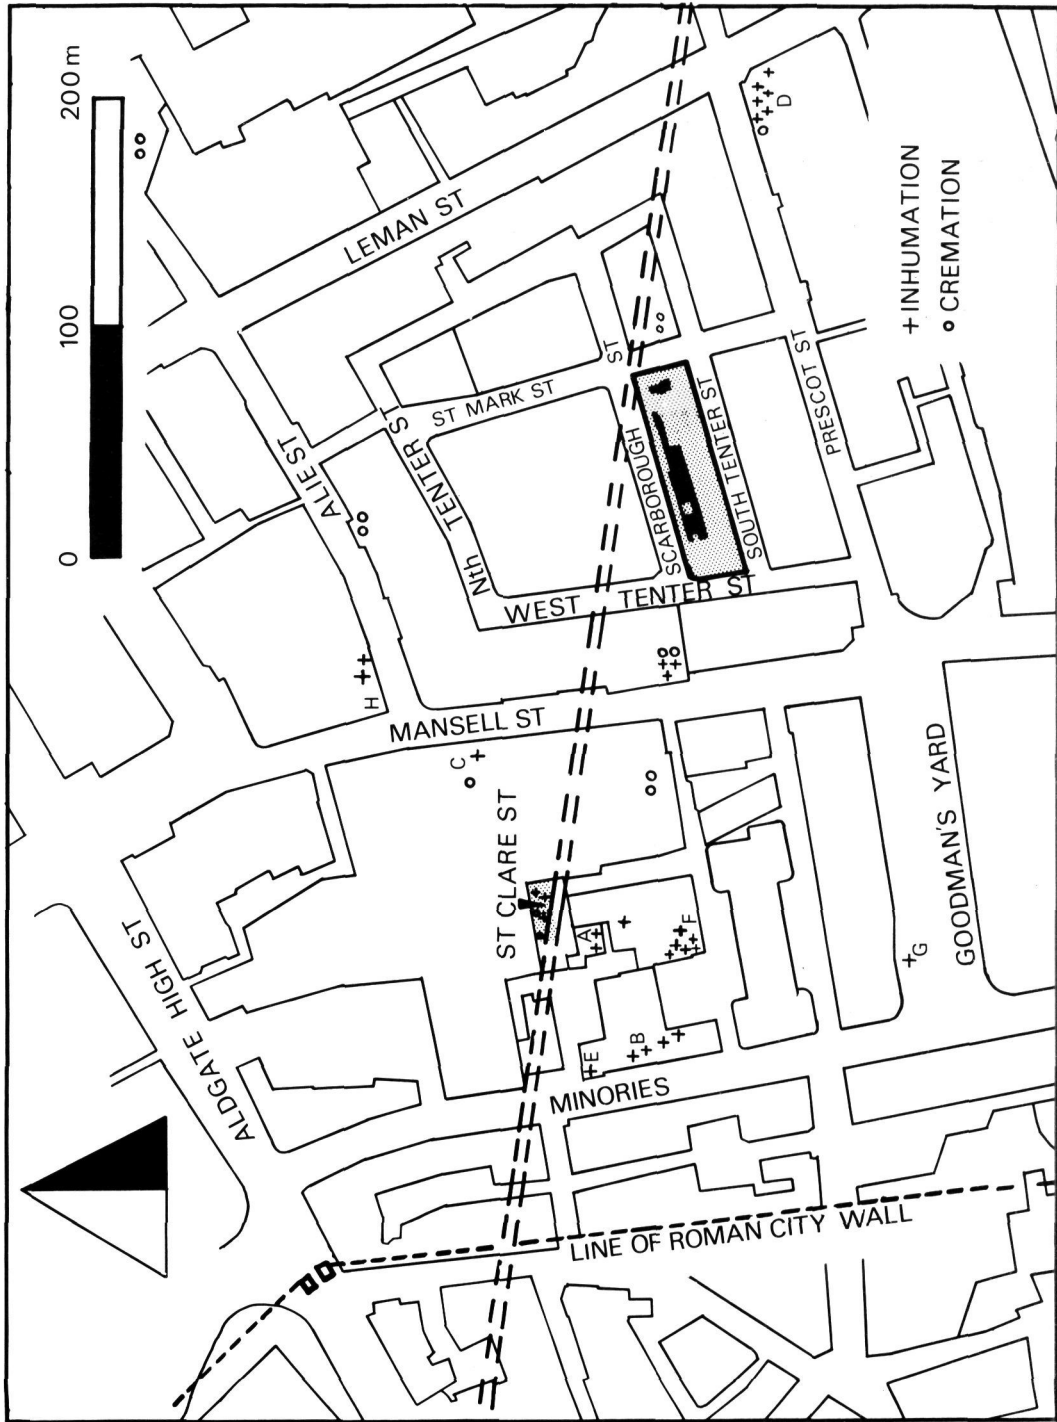 0 100 200 m
ALDGATE HIGH ST
ALIE ST
LEMAN ST
Nth TENTER ST
ST MARK ST
H
MANSELL ST
C
WEST TENTER ST
SCARBOROUGH ST
SOUTH TENTER ST
PRESCOT ST
D
ST CLARE ST
A
F
E
B
MINORIES
G
GOODMAN'S YARD
LINE OF ROMAN CITY WALL
+ INHUMATION
o CREMATION